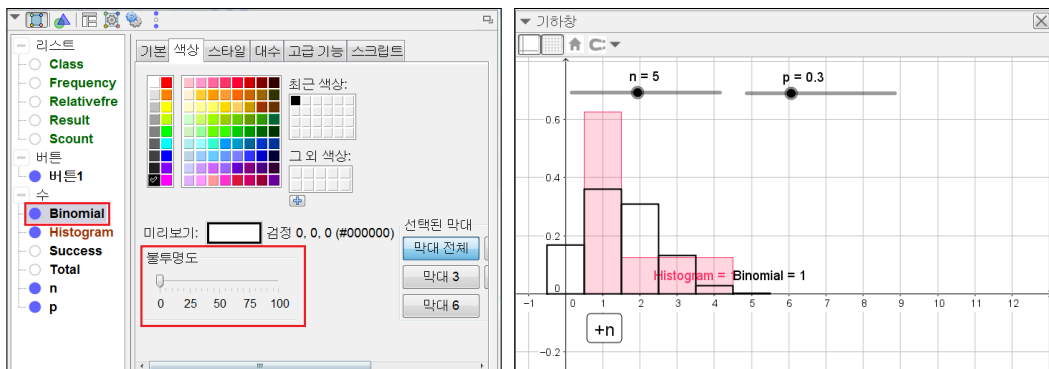 리스트
Class
Frequency
Relativefre
Result
Scount
버튼
버튼1
수
Binomial
Histogram
Success
Total
n
p
기본 색상 스타일 대수 고급 기능 스크립트
최근 색상:
그 외 색상:
미리보기: 검정 0, 0, 0 (#000000)
불투명도
0 25 50 75 100
선택된 막대
막대 전체
막대 3
막대 6
기하창
n = 5
p = 0.3
0.6
0.4
0.2
0
Histogram = 1
Binomial = 1
−1 0 1 2 3 4 5 6 7 8 9 10 11 12
+n
−0.2